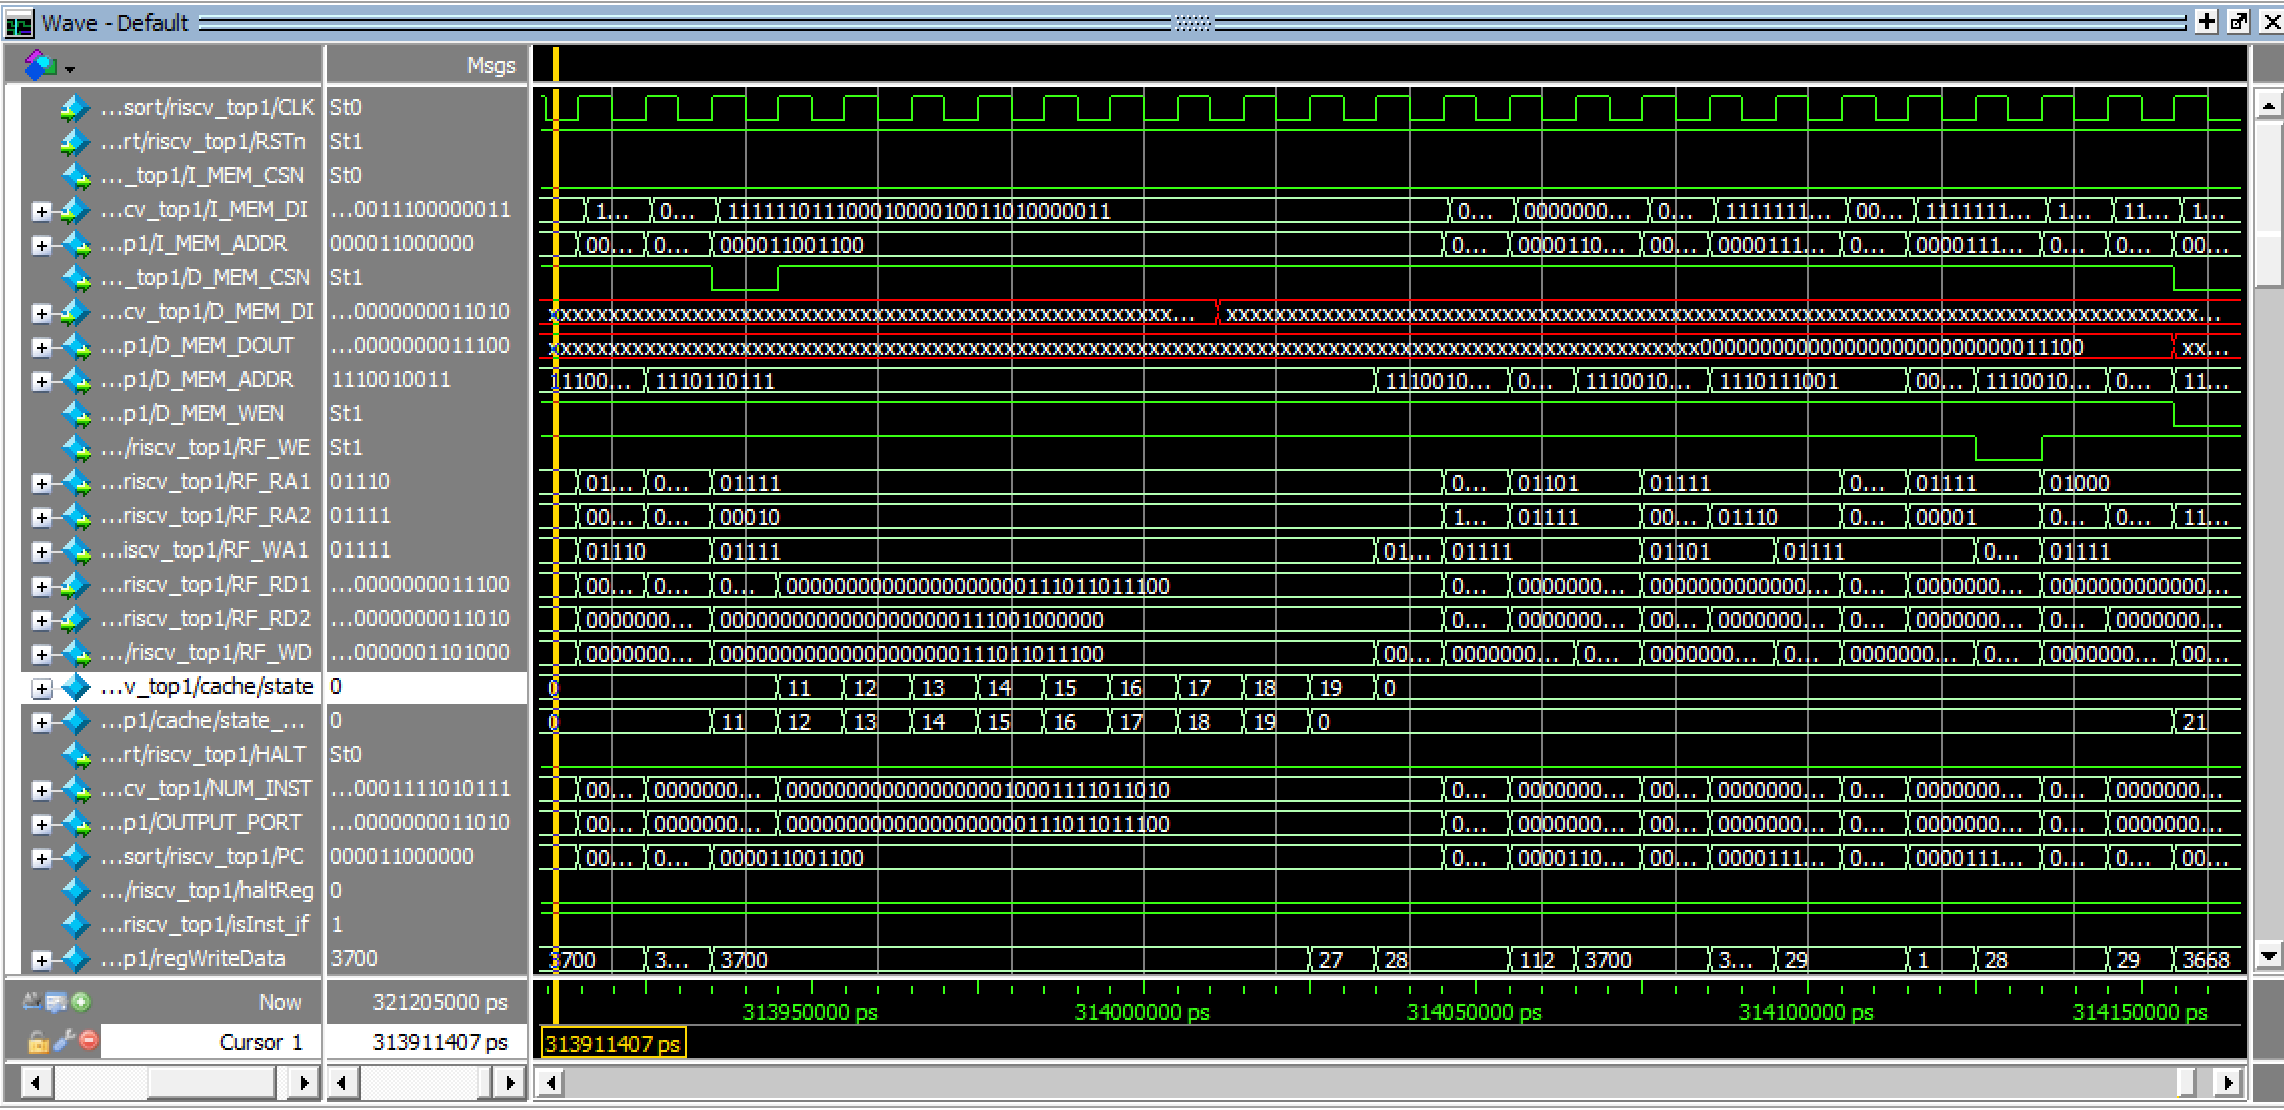 Wave - Default
Msgs
...sort/riscv_top1/CLK St0
...rt/riscv_top1/RSTn St1
..._top1/I_MEM_CSN St0
...cv_top1/I_MEM_DI ...00111000000011 1... 0... 11111101110001000010011010000011 0... 0000000... 0... 1111111... 00... 1111111... 1... 11... 1...
...p1/I_MEM_ADDR 000011000000 00... 0... 000011001100 0... 0000110... 00... 0000111... 0... 0000111... 0... 0... 00...
..._top1/D_MEM_CSN St1
...cv_top1/D_MEM_DI ...0000000011010
...p1/D_MEM_DOUT ...0000000011100 xx...
...p1/D_MEM_ADDR 1110010011 11100... 1110110111 1110010... 0... 1110010... 1110111001 00... 1110010... 0... 11...
...p1/D_MEM_WEN St1
.../riscv_top1/RF_WE St1
...riscv_top1/RF_RA1 01110 01... 0... 01111 0... 01101 01111 0... 01111 01000
...riscv_top1/RF_RA2 01111 00... 0... 00010 1... 01111 00... 01110 0... 00001 0... 0... 11...
...iscv_top1/RF_WA1 01111 01110 01111 01... 01111 01101 01111 0... 01111
...riscv_top1/RF_RD1 ...0000000011100 00... 0... 0... 00000000000000000000111011011100 0... 0000000... 0000000000000... 0... 0000000... 0000000000000...
...riscv_top1/RF_RD2 ...0000000011010 0000000... 00000000000000000000111001000000 0... 0000000... 00... 0000000... 0... 0000000... 0... 0000000...
.../riscv_top1/RF_WD ...0000001101000 0000000... 00000000000000000000111011011100 00... 0000000... 0... 0000000... 0... 0000000... 0... 0000000... 00...
...v_top1/cache/state 0 0 11 12 13 14 15 16 17 18 19 0
...p1/cache/state_... 0 0 11 12 13 14 15 16 17 18 19 0 21
...rt/riscv_top1/HALT St0
...cv_top1/NUM_INST ...0001111010111 00... 0000000... 0000000000000000010001111011010 0... 0000000... 00... 0000000... 0... 0000000... 0... 0000000...
...p1/OUTPUT_PORT ...0000000011010 00... 0000000... 00000000000000000000111011011100 0... 0000000... 00... 0000000... 0... 0000000... 0... 0000000...
...sort/riscv_top1/PC 000011000000 00... 0... 000011001100 0... 0000110... 00... 0000111... 0... 0000111... 0... 0... 00...
.../riscv_top1/haltReg 0
...riscv_top1/isInst_if 1
...p1/regWriteData 3700 3700 3... 3700 27 28 112 3700 3... 29 1 28 29 3668
Now 321205000 ps 313950000 ps 314000000 ps 314050000 ps 314100000 ps 314150000 ps
Cursor 1 313911407 ps 313911407 ps